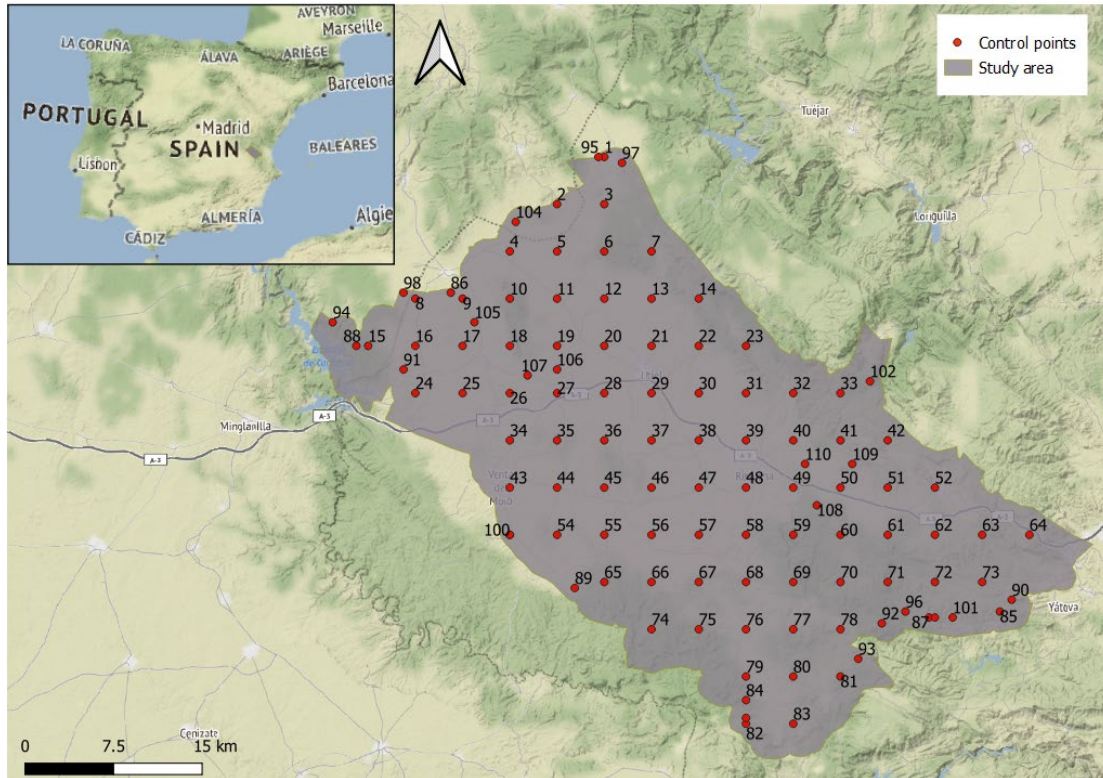 AVEYRON
Marseille
LA CORUÑA
ÁLAVA
ARIÈGE
Barcelona
PORTUGAL
Madrid
SPAIN
BALEARES
Lisbon
ALMERÍA
CÁDIZ
Algie
Control points
Study area
Tuéjar
Loriguilla
95 1 97
2 3
104
4 5 6 7
98 86
8 9 10 11 12 13 14
94 105
88 15 16 17 18 19 20 21 22 23
91 107 106
102
24 25 26 27 28 29 30 31 32 33
Utiel
A-3
A-3
Minglanilla
A-3
34 35 36 37 38 39 40 41 42
A-3
110 109
Requena
43 44 45 46 47 48 49 50 51 52
108
A-3
A-3
100 54 55 56 57 58 59 60 61 62 63 64
89 65 66 67 68 69 70 71 72 73
90
96 87 101 85
Yátova
74 75 76 77 78 92
93
79 80 81
84
82 83
Cenizate
0 7.5 15 km